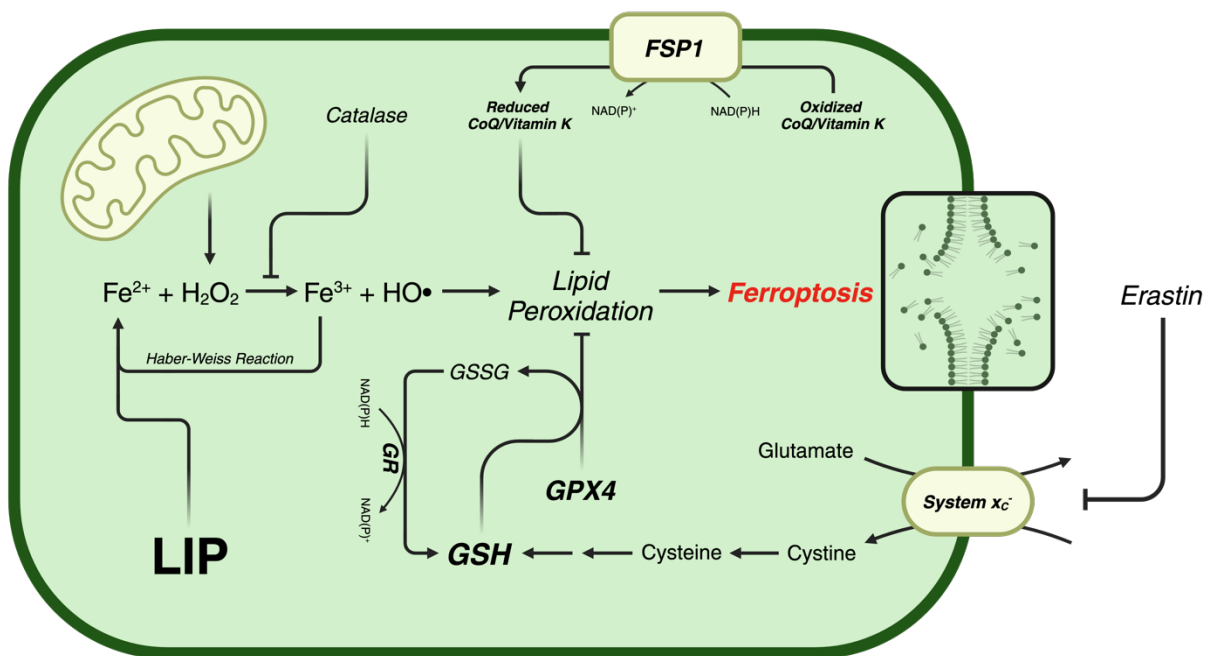 FSP1
Reduced
CoQ/Vitamin K
NAD(P)⁺
NAD(P)H
Oxidized
CoQ/Vitamin K
Catalase
Fe²⁺ + H₂O₂
Fe³⁺ + HO•
Lipid
Peroxidation
Ferroptosis
Erastin
Haber-Weiss Reaction
GSSG
NAD(P)H
GR
NAD(P)⁺
GPX4
Glutamate
System x꜀⁻
LIP
GSH
Cysteine
Cystine